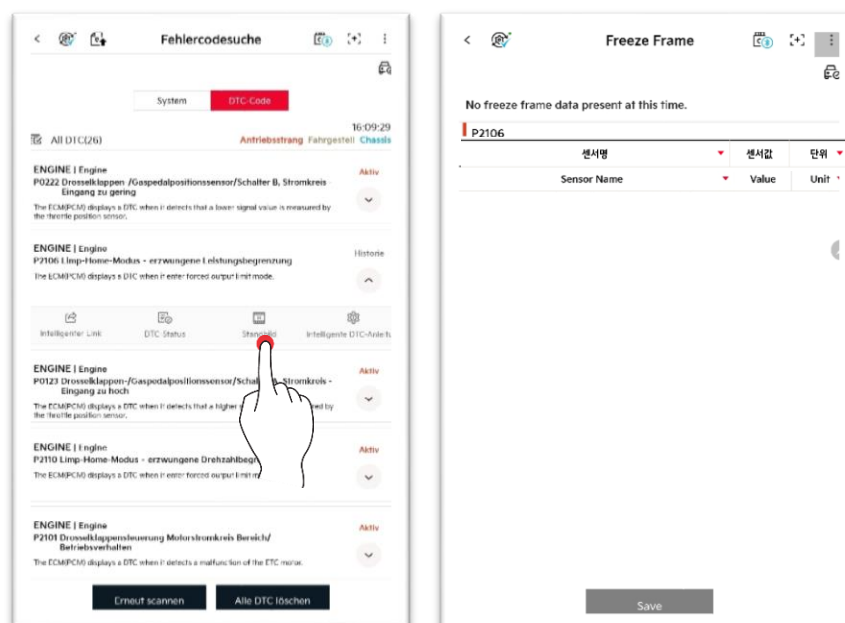 Fehlercodesuche
System
DTC-Code
16:09:29
All DTC(26)
Antriebsstrang Fahrgestell Chassis
ENGINE | Engine
Aktiv
P0222 Drosselklappen-/Gaspedalpositionssensor/Schalter B, Stromkreis - Eingang zu gering
The ECM(PCM) displays a DTC when it detects that a lower signal value is measured by
the throttle position sensor.
ENGINE | Engine
Historie
P2106 Limp-Home-Modus - erzwungene Leistungsbegrenzung
The ECM(PCM) displays a DTC when it enter forced output limit mode.
Intelligenter Link
DTC-Status
Standbild
Intelligente DTC-Anleitu
ENGINE | Engine
Aktiv
P0123 Drosselklappen-/Gaspedalpositionssensor/Schal B, Stromkreis -
Eingang zu hoch
The ECM(PCM) displays a DTC when it detects that a higher red by
the throttle position sensor.
ENGINE | Engine
Aktiv
P2110 Limp-Home-Modus - erzwungene Drehzahlbegr
The ECM(PCM) displays a DTC when it enter forced output limit m
ENGINE | Engine
Aktiv
P2101 Drosselklappensteuerung Motorstromkreis Bereich/
Betriebsverhalten
The ECM(PCM) displays a DTC when it detects a malfunction of the ETC motor.
Erneut scannen
Alle DTC löschen
Freeze Frame
No freeze frame data present at this time.
P2106
센서명 센서값 단위
Sensor Name Value Unit
Save